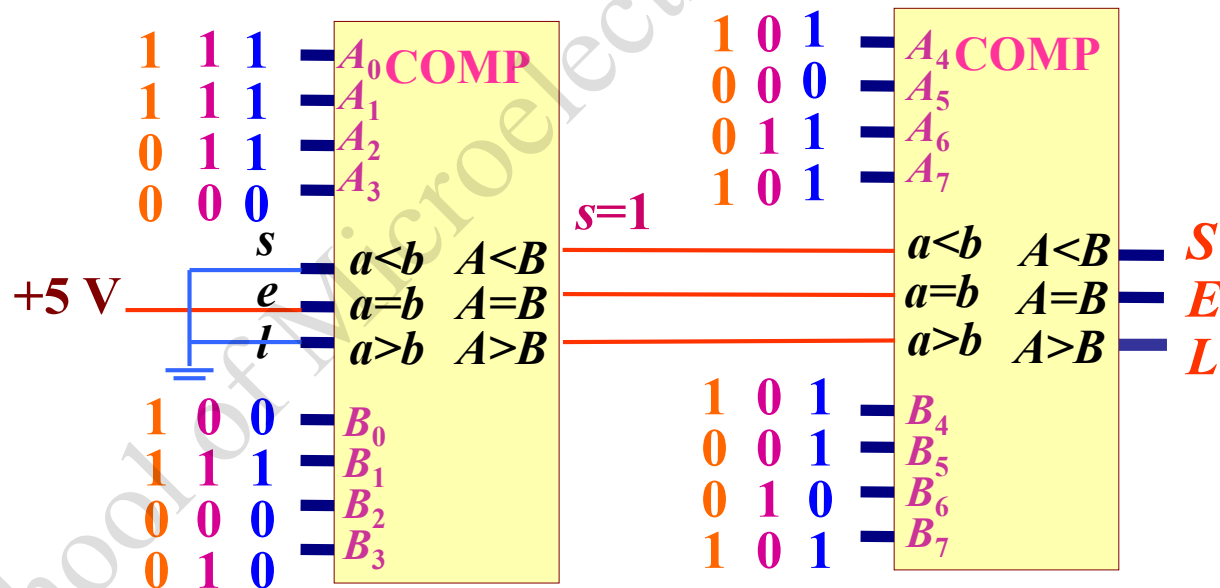 1 1 1 A0 COMP
1 1 1 A1
0 1 1 A2
0 0 0 A3
s a<b A<B
+5 V e a=b A=B
l a>b A>B
1 0 0 B0
1 1 1 B1
0 0 0 B2
0 1 0 B3
s=1
1 0 1 A4 COMP
0 0 0 A5
0 1 1 A6
1 0 1 A7
a<b A<B S
a=b A=B E
a>b A>B L
1 0 1 B4
0 0 1 B5
0 1 0 B6
1 0 1 B7
hool of Microelectr